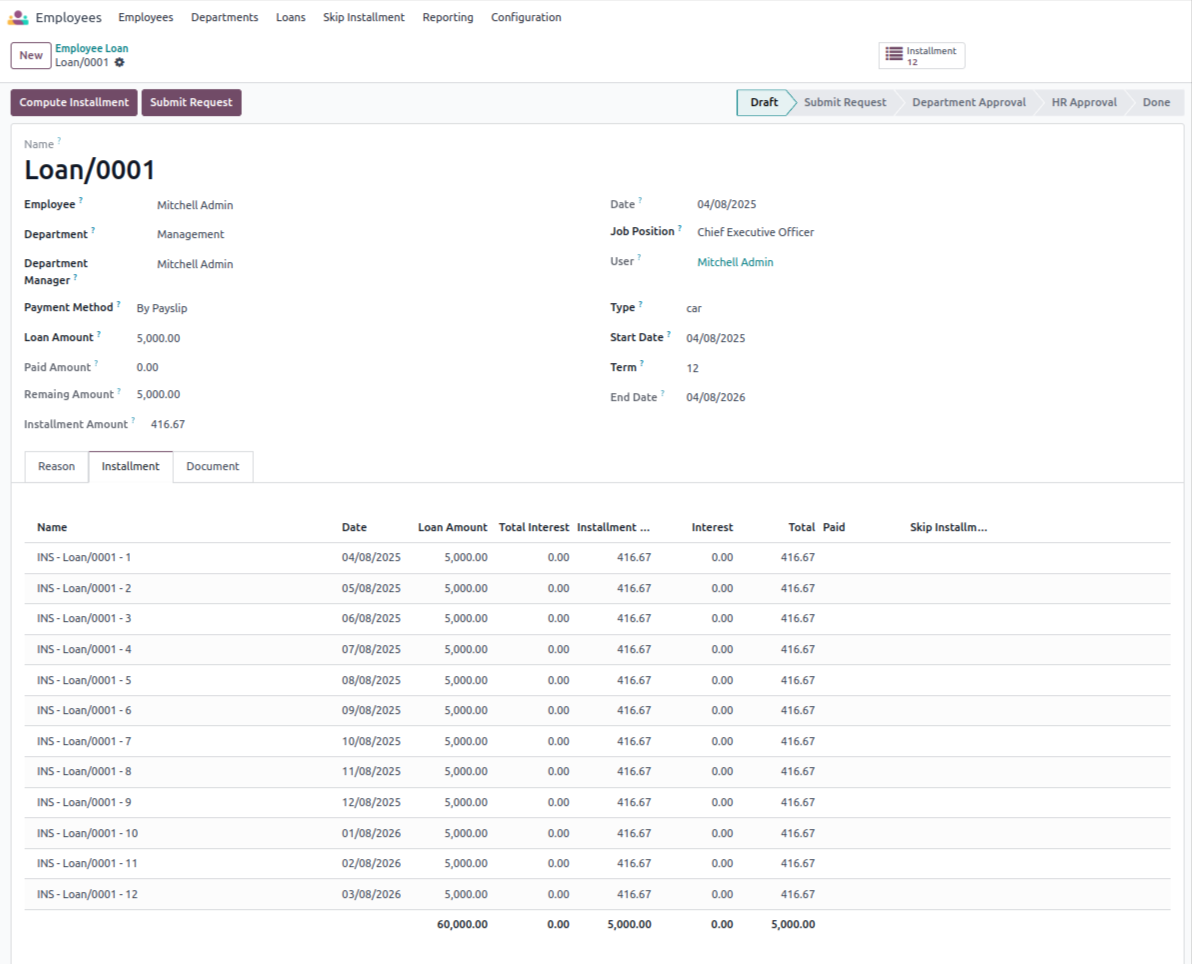 Employees Employees Departments Loans Skip Installment Reporting Configuration
New Employee Loan
Loan/0001
Installment
12
Compute Installment Submit Request Draft Submit Request Department Approval HR Approval Done
Name ?
Loan/0001
Employee ? Mitchell Admin Date ? 04/08/2025
Department ? Management Job Position ? Chief Executive Officer
Department Manager ? Mitchell Admin User ? Mitchell Admin
Payment Method ? By Payslip Type ? car
Loan Amount ? 5,000.00 Start Date ? 04/08/2025
Paid Amount ? 0.00 Term ? 12
Remaing Amount ? 5,000.00 End Date ? 04/08/2026
Installment Amount ? 416.67
Reason Installment Document
Name Date Loan Amount Total Interest Installment ... Interest Total Paid Skip Installm...
INS - Loan/0001 - 1 04/08/2025 5,000.00 0.00 416.67 0.00 416.67
INS - Loan/0001 - 2 05/08/2025 5,000.00 0.00 416.67 0.00 416.67
INS - Loan/0001 - 3 06/08/2025 5,000.00 0.00 416.67 0.00 416.67
INS - Loan/0001 - 4 07/08/2025 5,000.00 0.00 416.67 0.00 416.67
INS - Loan/0001 - 5 08/08/2025 5,000.00 0.00 416.67 0.00 416.67
INS - Loan/0001 - 6 09/08/2025 5,000.00 0.00 416.67 0.00 416.67
INS - Loan/0001 - 7 10/08/2025 5,000.00 0.00 416.67 0.00 416.67
INS - Loan/0001 - 8 11/08/2025 5,000.00 0.00 416.67 0.00 416.67
INS - Loan/0001 - 9 12/08/2025 5,000.00 0.00 416.67 0.00 416.67
INS - Loan/0001 - 10 01/08/2026 5,000.00 0.00 416.67 0.00 416.67
INS - Loan/0001 - 11 02/08/2026 5,000.00 0.00 416.67 0.00 416.67
INS - Loan/0001 - 12 03/08/2026 5,000.00 0.00 416.67 0.00 416.67
60,000.00 0.00 5,000.00 0.00 5,000.00